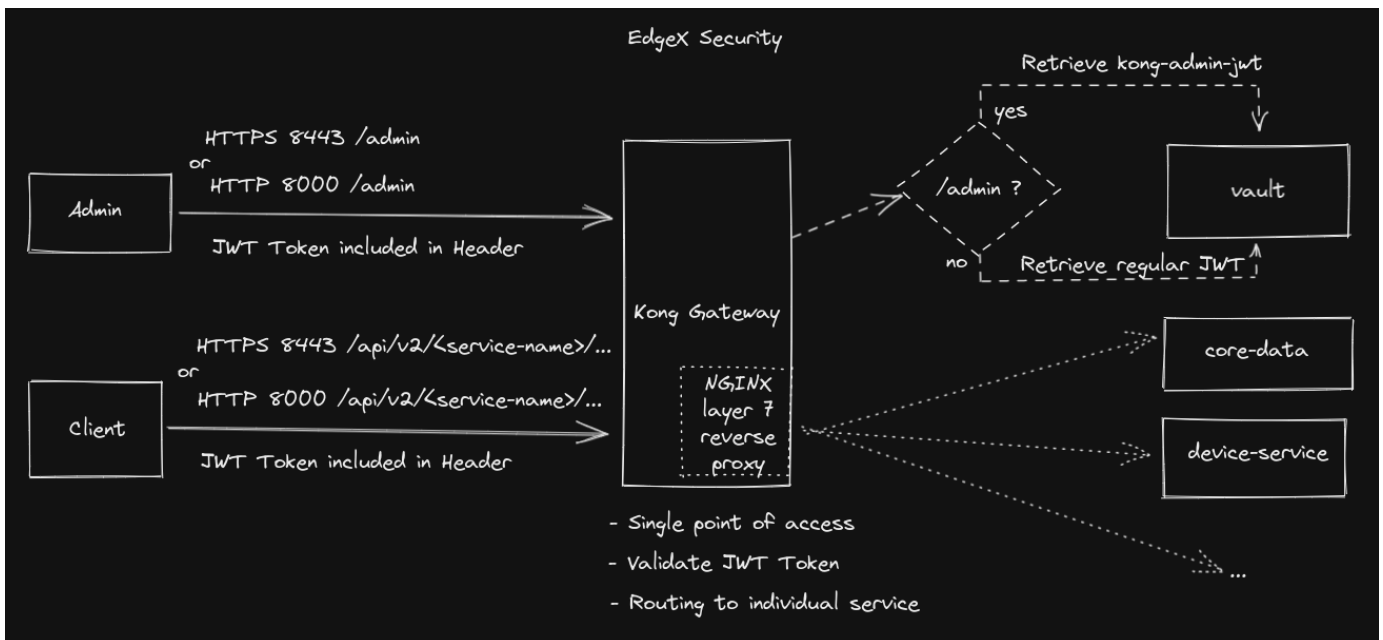 EdgeX Security
Retrieve kong-admin-jwt
yes
HTTPS 8443 /admin
or
HTTP 8000 /admin
Admin
JWT Token included in Header
/admin ?
vault
no
Retrieve regular JWT
Kong Gateway
HTTPS 8443 /api/v2/<service-name>/...
or
HTTP 8000 /api/v2/<service-name>/...
Client
JWT Token included in Header
NGINX
layer 7
reverse
proxy
core-data
device-service
...
- Single point of access
- Validate JWT Token
- Routing to individual service